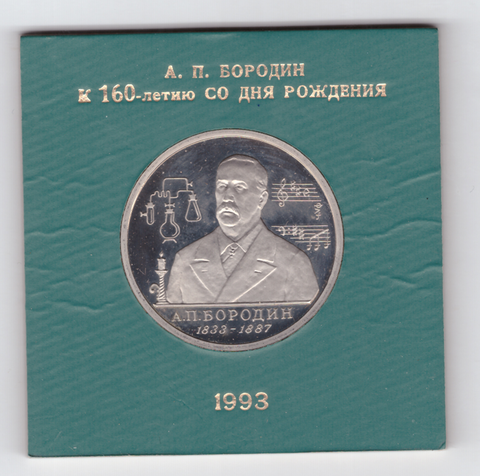 А. П. БОРОДИН
К 160-летию СО ДНЯ РОЖДЕНИЯ
А.П.БОРОДИН
1833-1887
1993